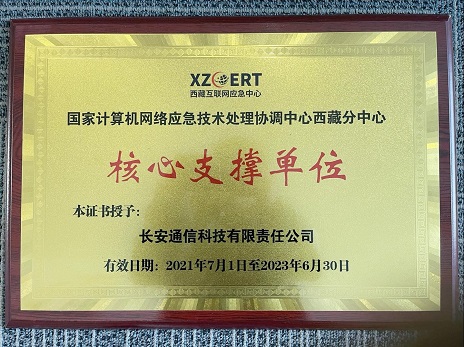 XZCERT
西藏互联网应急中心
国家计算机网络应急技术处理协调中心西藏分中心
核心支撑单位
本证书授予：
长安通信科技有限责任公司
有效日期：2021年7月1日至2023年6月30日